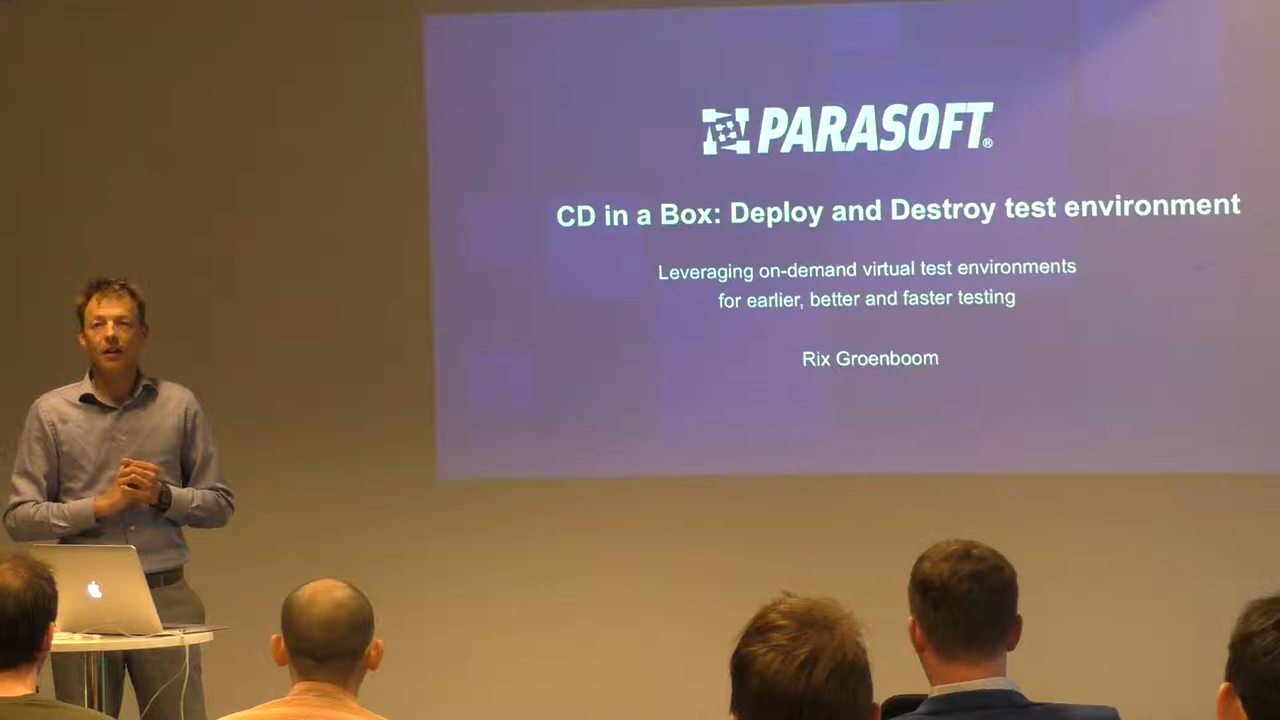 PARASOFT®
CD in a Box: Deploy and Destroy test environment
Leveraging on-demand virtual test environments
for earlier, better and faster testing
Rix Groenboom